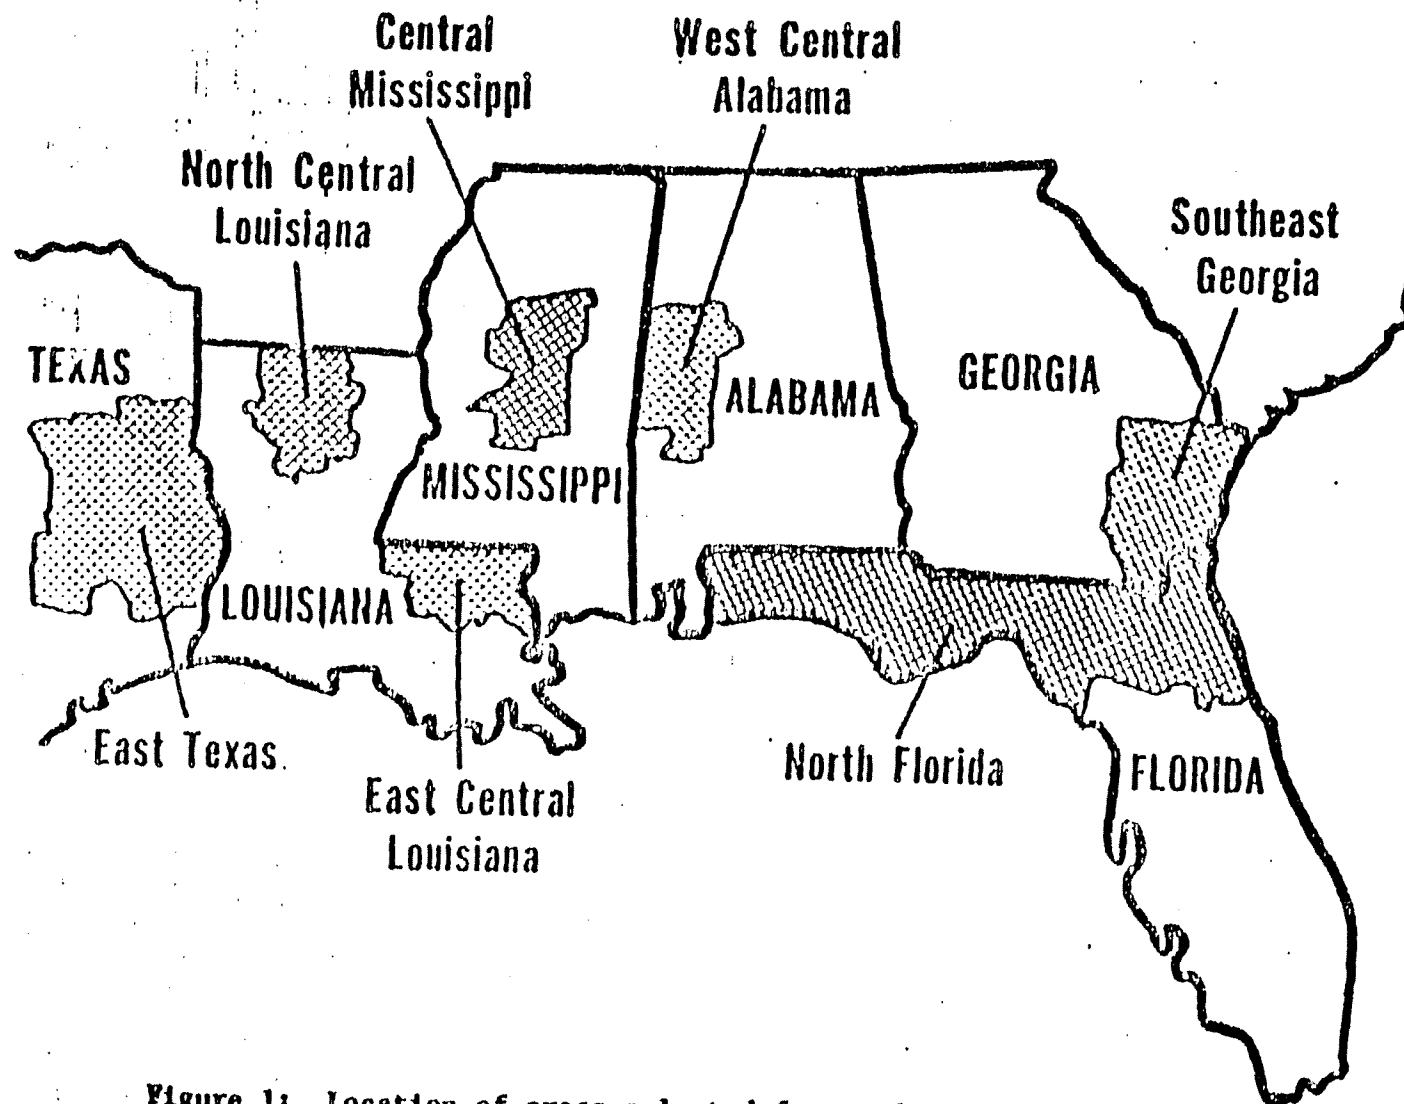 Central
Mississippi
West Central
Alabama
North Central
Louisiana
Southeast
Georgia
TEXAS
GEORGIA
ALABAMA
MISSISSIPPI
LOUISIANA
East Texas
North Florida
FLORIDA
East Central
Louisiana
Figure 1: Location of areas selected